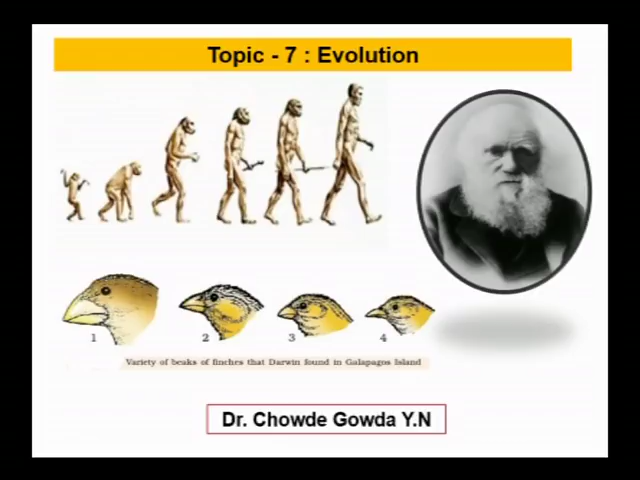 Topic - 7 : Evolution
1 2 3 4
Variety of beaks of finches that Darwin found in Galapagos Island
Dr. Chowde Gowda Y.N